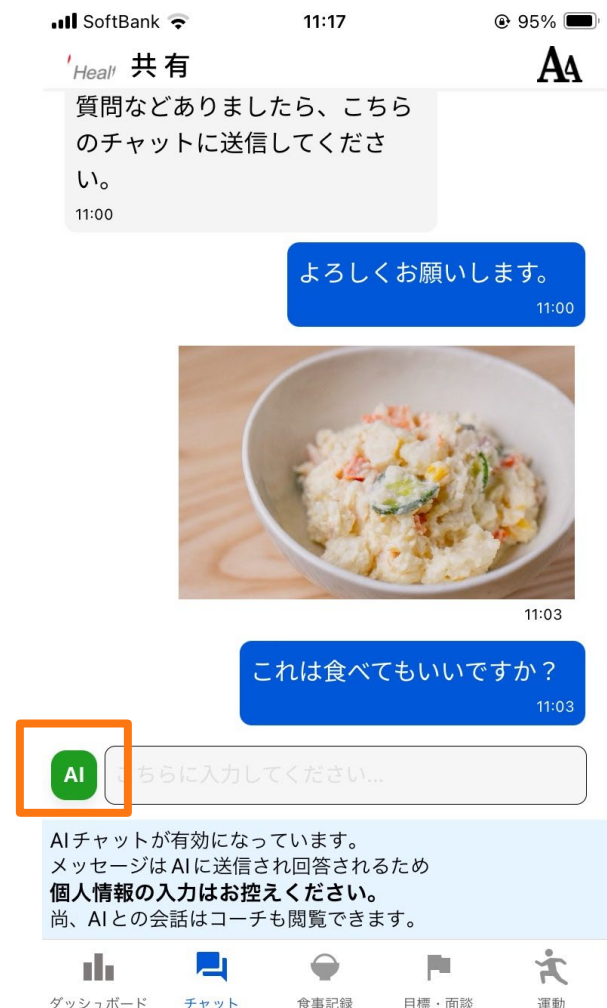 SoftBank 11:17 95%
Heal 共有 AA
質問などありましたら、こちら
のチャットに送信してくださ
い。
11:00
よろしくお願いします。
11:00
11:03
これは食べてもいいですか？
11:03
AI こちらに入力してください...
AIチャットが有効になっています。
メッセージはAIに送信され回答されるため
個人情報の入力はお控えください。
尚、AIとの会話はコーチも閲覧できます。
ダッシュボード チャット 食事記録 目標・面談 運動